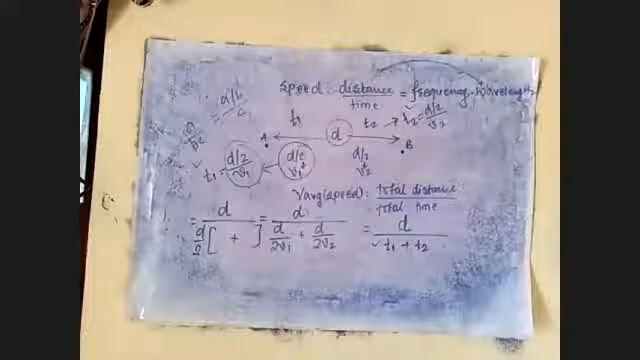 speed: distance/time = frequency. wavelength
t1 t2 → t2 = d/2/v2
A d B
t1 = d/2/v1 d/2 v1 d/2 v2
Vavg(speed): total distance/total time
= d/d/2[ + ] = d/d/2v1 + d/2v2 = d/t1 + t2